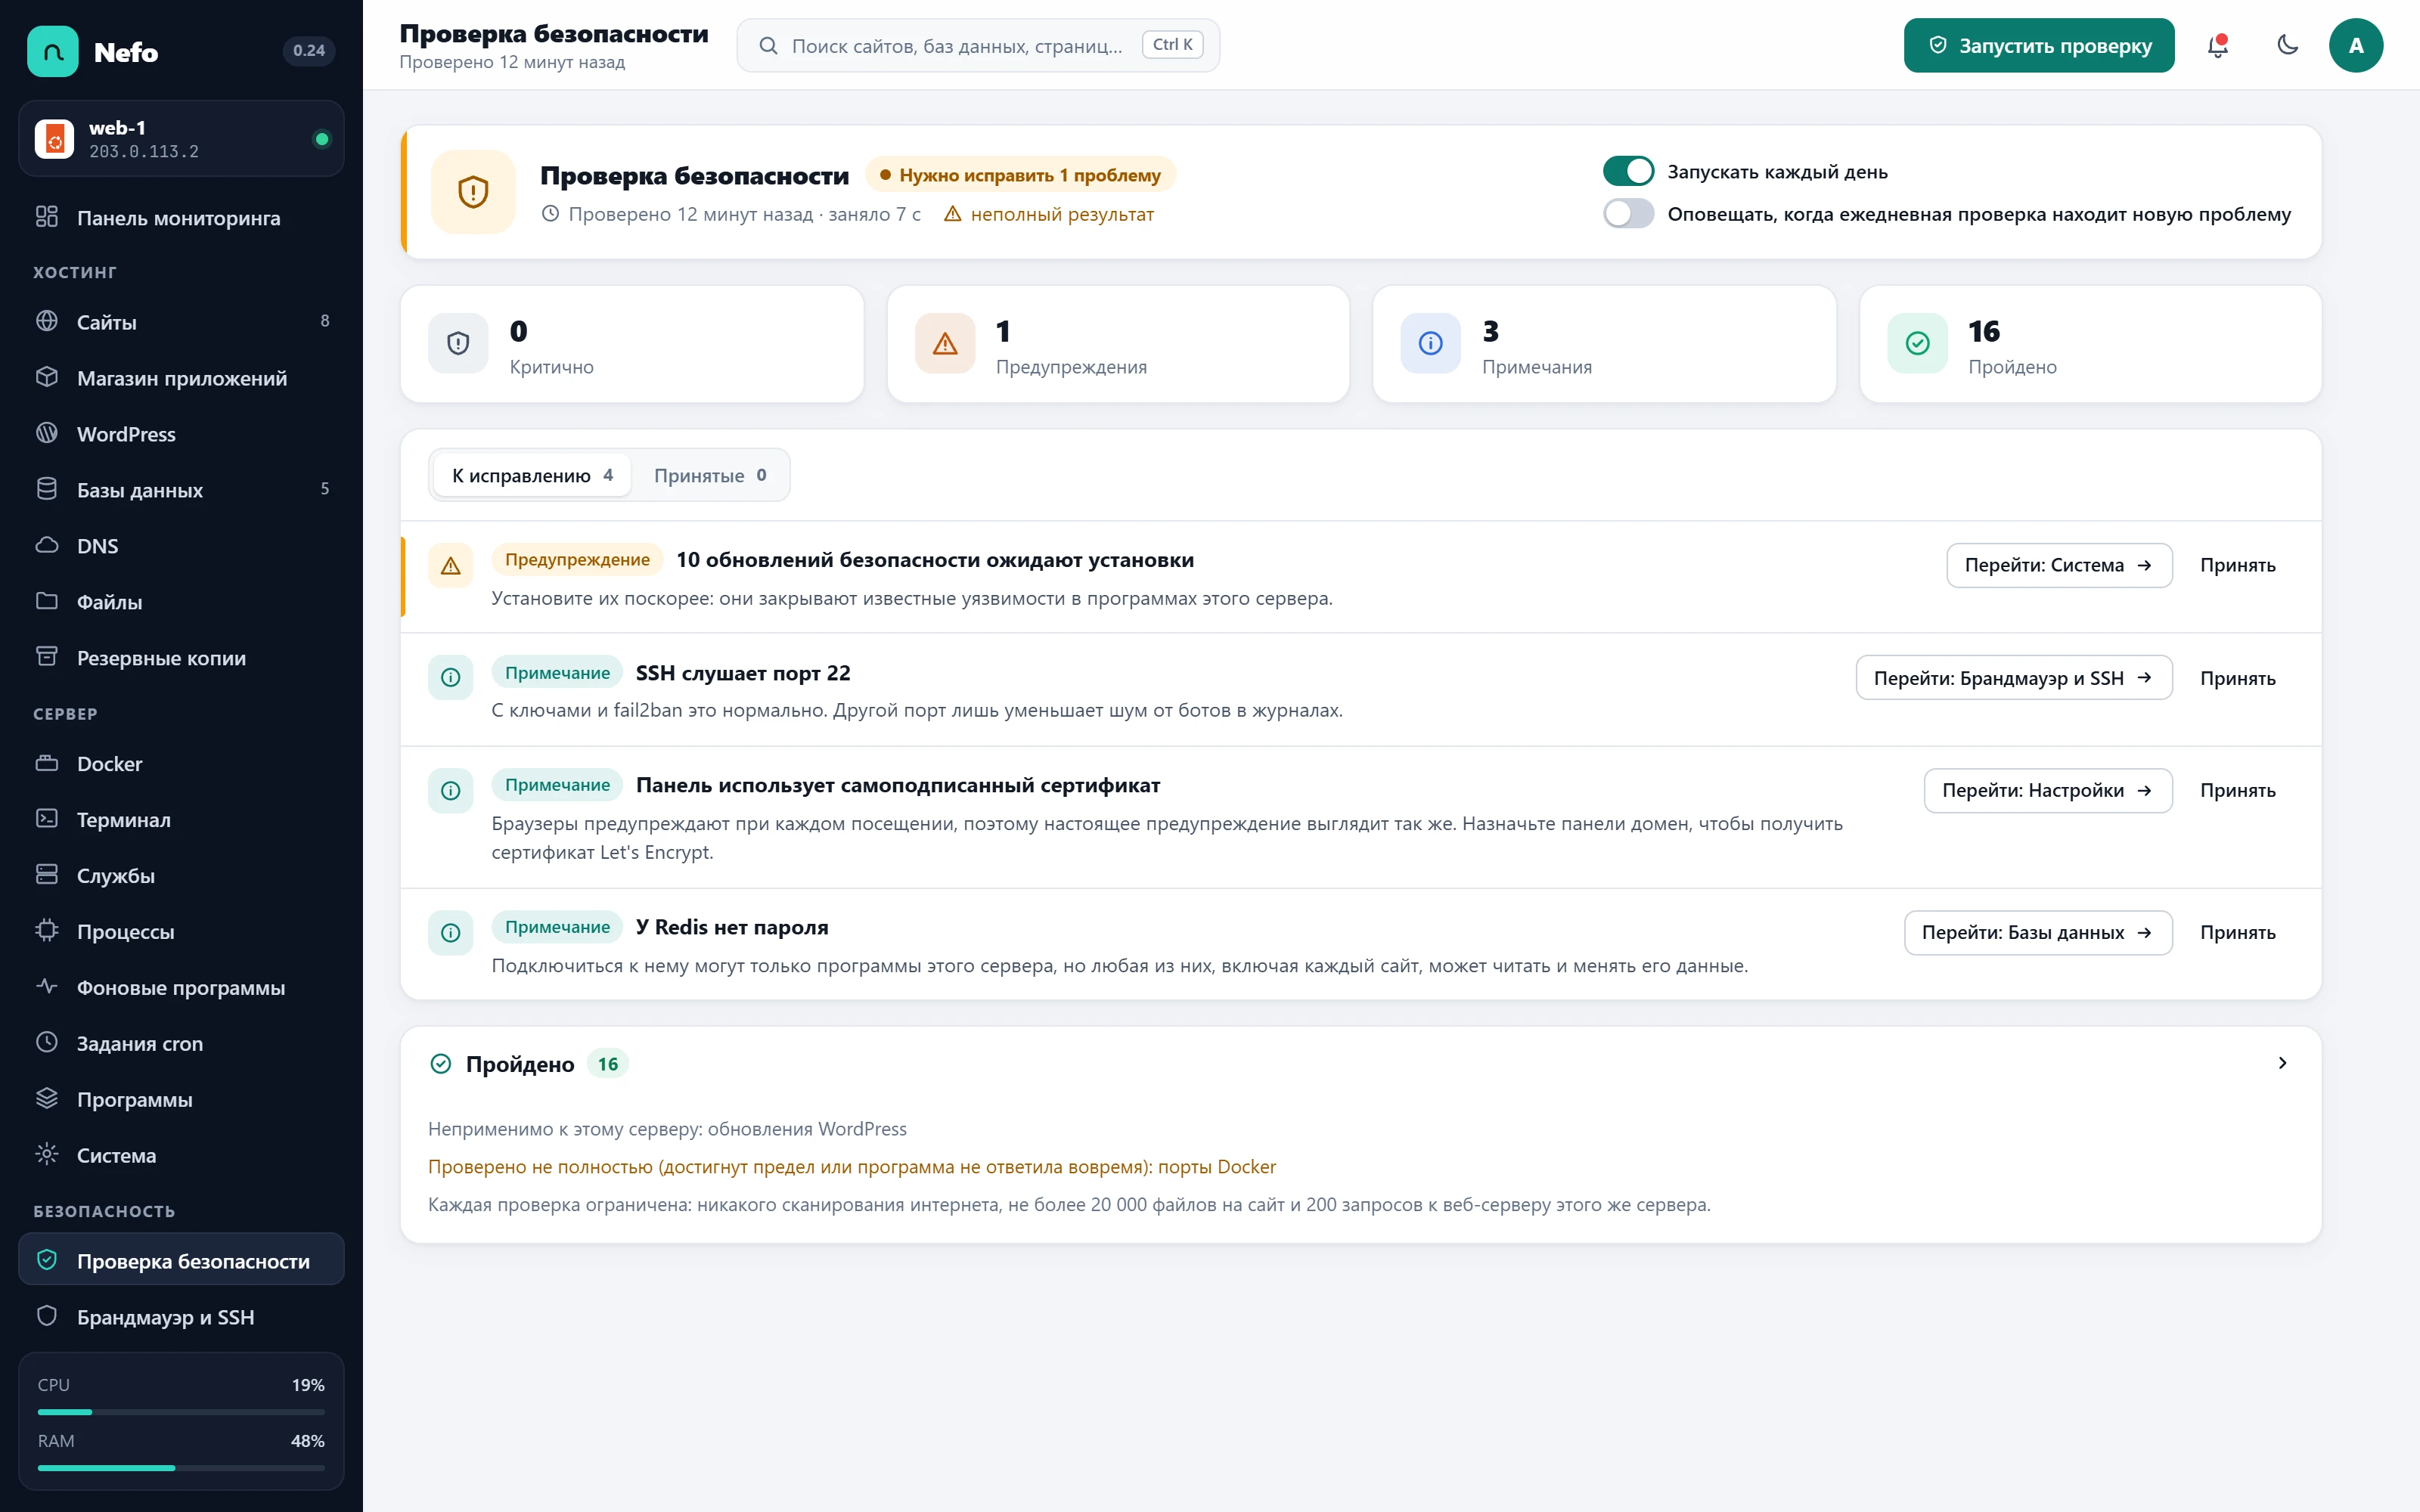 Nefo
0.24
web-1
203.0.113.2
Панель мониторинга
ХОСТИНГ
Сайты 8
Магазин приложений
WordPress
Базы данных 5
DNS
Файлы
Резервные копии
СЕРВЕР
Docker
Терминал
Службы
Процессы
Фоновые программы
Задания cron
Программы
Система
БЕЗОПАСНОСТЬ
Проверка безопасности
Брандмауэр и SSH
CPU 19%
RAM 48%
Проверка безопасности
Проверено 12 минут назад
Поиск сайтов, баз данных, страниц... Ctrl K
Запустить проверку
A
Проверка безопасности Нужно исправить 1 проблему
Проверено 12 минут назад · заняло 7 с неполный результат
Запускать каждый день
Оповещать, когда ежедневная проверка находит новую проблему
0
Критично
1
Предупреждения
3
Примечания
16
Пройдено
К исправлению 4 Принятые 0
Предупреждение 10 обновлений безопасности ожидают установки
Установите их поскорее: они закрывают известные уязвимости в программах этого сервера.
Перейти: Система → Принять
Примечание SSH слушает порт 22
С ключами и fail2ban это нормально. Другой порт лишь уменьшает шум от ботов в журналах.
Перейти: Брандмауэр и SSH → Принять
Примечание Панель использует самоподписанный сертификат
Браузеры предупреждают при каждом посещении, поэтому настоящее предупреждение выглядит так же. Назначьте панели домен, чтобы получить
сертификат Let's Encrypt.
Перейти: Настройки → Принять
Примечание У Redis нет пароля
Подключиться к нему могут только программы этого сервера, но любая из них, включая каждый сайт, может читать и менять его данные.
Перейти: Базы данных → Принять
Пройдено 16
Неприменимо к этому серверу: обновления WordPress
Проверено не полностью (достигнут предел или программа не ответила вовремя): порты Docker
Каждая проверка ограничена: никакого сканирования интернета, не более 20 000 файлов на сайт и 200 запросов к веб-серверу этого же сервера.